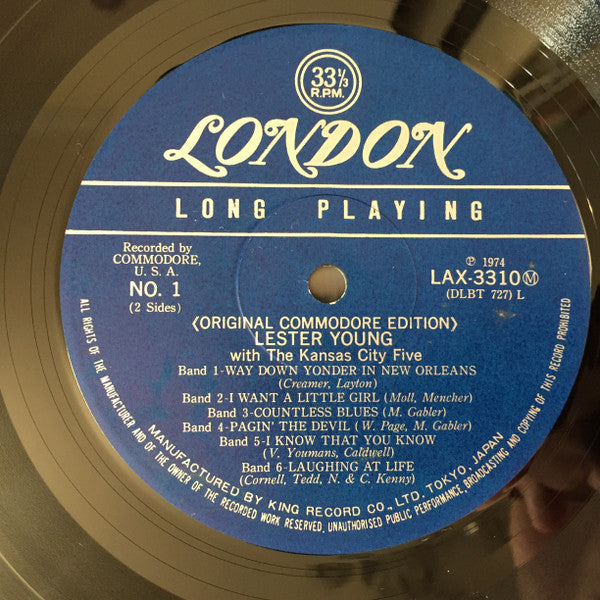 33 1/3
R.P.M.
LONDON
LONG PLAYING
Recorded by
COMMODORE,
U. S. A.
NO. 1
(2 Sides)
℗ 1974
LAX-3310 Ⓜ
(DLBT 727) L
〈ORIGINAL COMMODORE EDITION〉
LESTER YOUNG
with The Kansas City Five
Band 1-WAY DOWN YONDER IN NEW ORLEANS
(Creamer, Layton)
Band 2-I WANT A LITTLE GIRL (Moll, Mencher)
Band 3-COUNTLESS BLUES (M. Gabler)
Band 4-PAGIN' THE DEVIL (W. Page, M. Gabler)
Band 5-I KNOW THAT YOU KNOW
(V. Youmans, Caldwell)
Band 6-LAUGHING AT LIFE
(Cornell, Tedd, N. & C. Kenny)
MANUFACTURED BY KING RECORD CO., LTD. TOKYO, JAPAN
ALL RIGHTS OF THE MANUFACTURER AND OF THE OWNER OF THE RECORDED WORK RESERVED. UNAUTHORISED PUBLIC PERFORMANCE, BROADCASTING AND COPYING OF THIS RECORD PROHIBITED